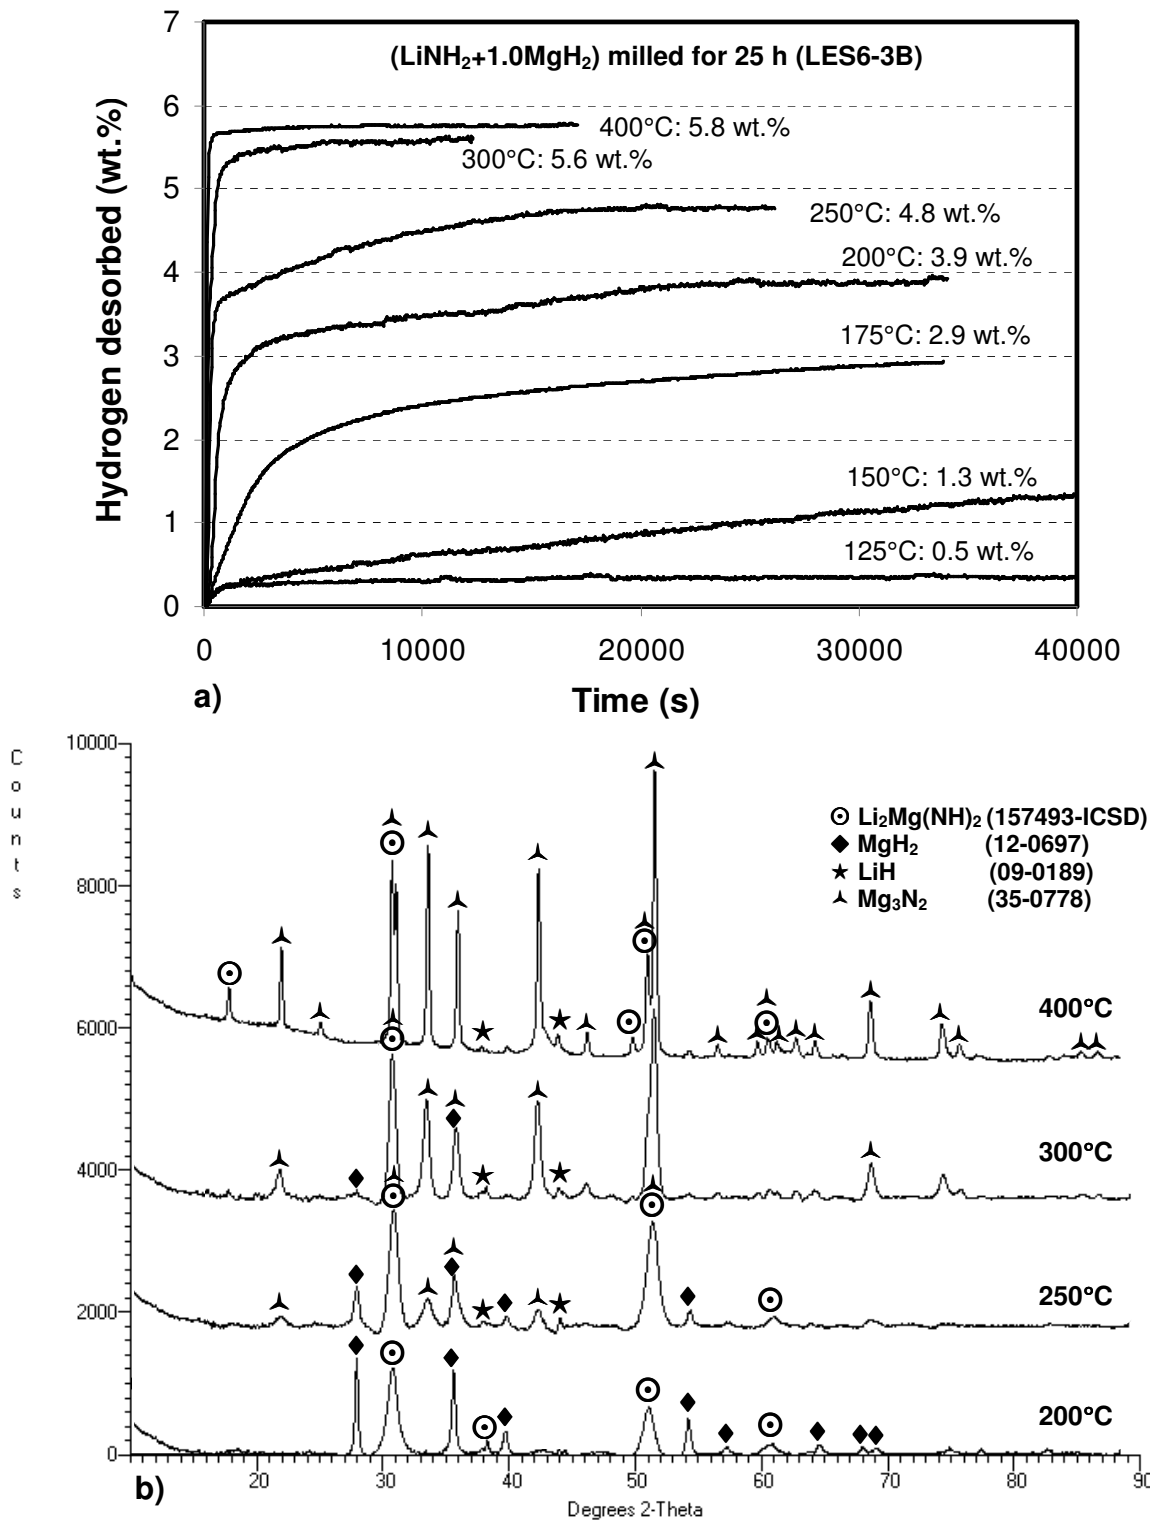 7
(LiNH₂+1.0MgH₂) milled for 25 h (LES6-3B)
6
400°C: 5.8 wt.%
300°C: 5.6 wt.%
5
250°C: 4.8 wt.%
200°C: 3.9 wt.%
4
175°C: 2.9 wt.%
3
2
150°C: 1.3 wt.%
1
125°C: 0.5 wt.%
0
Hydrogen desorbed (wt.%)
0 10000 20000 30000 40000
a) Time (s)
Counts
10000
8000
6000
4000
2000
0
Li₂Mg(NH)₂ (157493-ICSD)
MgH₂ (12-0697)
LiH (09-0189)
Mg₃N₂ (35-0778)
400°C
300°C
250°C
200°C
20 30 40 50 60 70 80 90
b)
Degrees 2-Theta